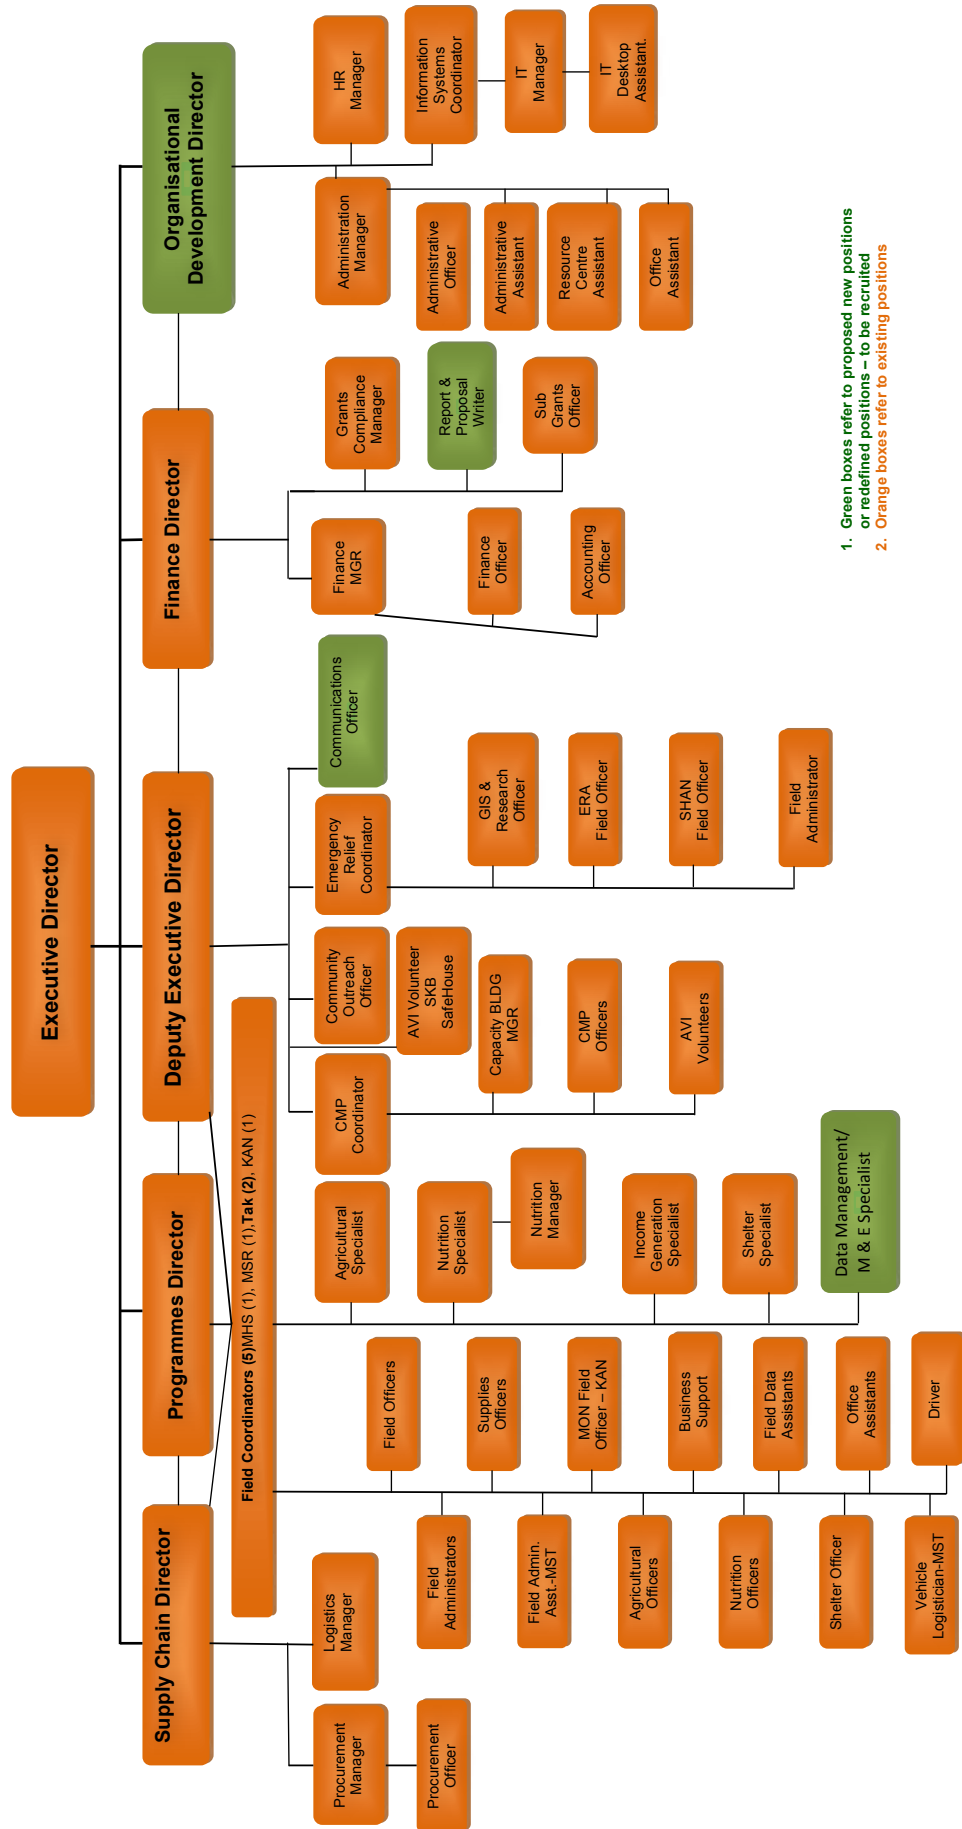 Executive Director
Supply Chain Director
Programmes Director
Deputy Executive Director
Finance Director
Organisational
Development Director
Field Coordinators (5)MHS (1), MSR (1),Tak (2), KAN (1)
Procurement
Manager
Procurement
Officer
Logistics
Manager
Field
Administrators
Field Admin.
Asst.-MST
Agricultural
Officers
Nutrition
Officers
Shelter Officer
Vehicle
Logistician-MST
Field Officers
Supplies
Officers
MON Field
Officer – KAN
Business
Support
Field Data
Assistants
Office
Assistants
Driver
Agricultural
Specialist
Nutrition
Specialist
Nutrition
Manager
Income
Generation
Specialist
Shelter
Specialist
Data Management/
M & E Specialist
CMP
Coordinator
Capacity BLDG
MGR
CMP
Officers
AVI
Volunteers
Community
Outreach
Officer
AVI Volunteer
SKB
SafeHouse
Emergency
Relief
Coordinator
GIS &
Research
Officer
ERA
Field Officer
SHAN
Field Officer
Field
Administrator
Communications
Officer
Finance
MGR
Finance
Officer
Accounting
Officer
Grants
Compliance
Manager
Report &
Proposal
Writer
Sub
Grants
Officer
Administration
Manager
Administrative
Officer
Administrative
Assistant
Resource
Centre
Assistant
Office
Assistant
HR
Manager
Information
Systems
Coordinator
IT
Manager
IT
Desktop
Assistant.
1. Green boxes refer to proposed new positions
or redefined positions – to be recruited
2. Orange boxes refer to existing positions